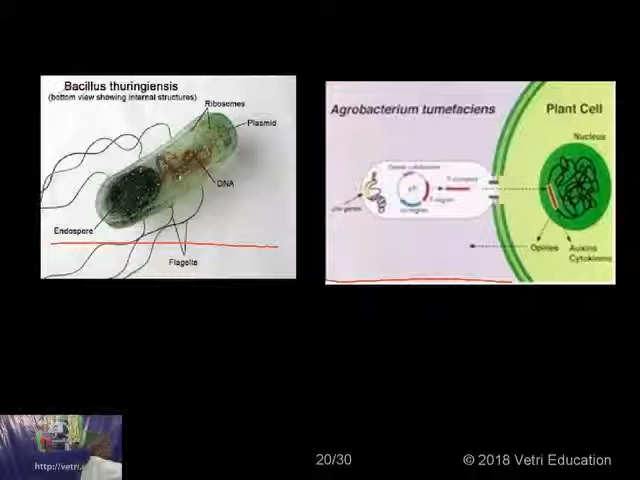 Bacillus thuringiensis
(bottom view showing internal structures)
Ribosomes
Plasmid
DNA
Endospore
Flagella
Agrobacterium tumefaciens
Plant Cell
Nucleus
Opines
Auxins
Cytokinins
20/30
© 2018 Vetri Education